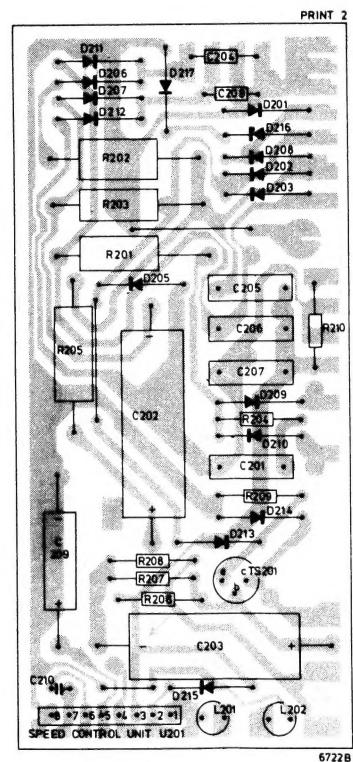 PRINT 2
D211
D206
D207
D212
D217
C204
C208
D201
D216
D208
D202
D203
R202
R203
R201
D205
C205
C206
R210
C207
R205
C202
D209
R204
D210
C201
R209
D214
D213
C
209
R208
R207
R206
c TS201
b
C203
C210
D215
L201
L202
8 7 6 5 4 3 2 1
SPEED CONTROL UNIT U201
6722B